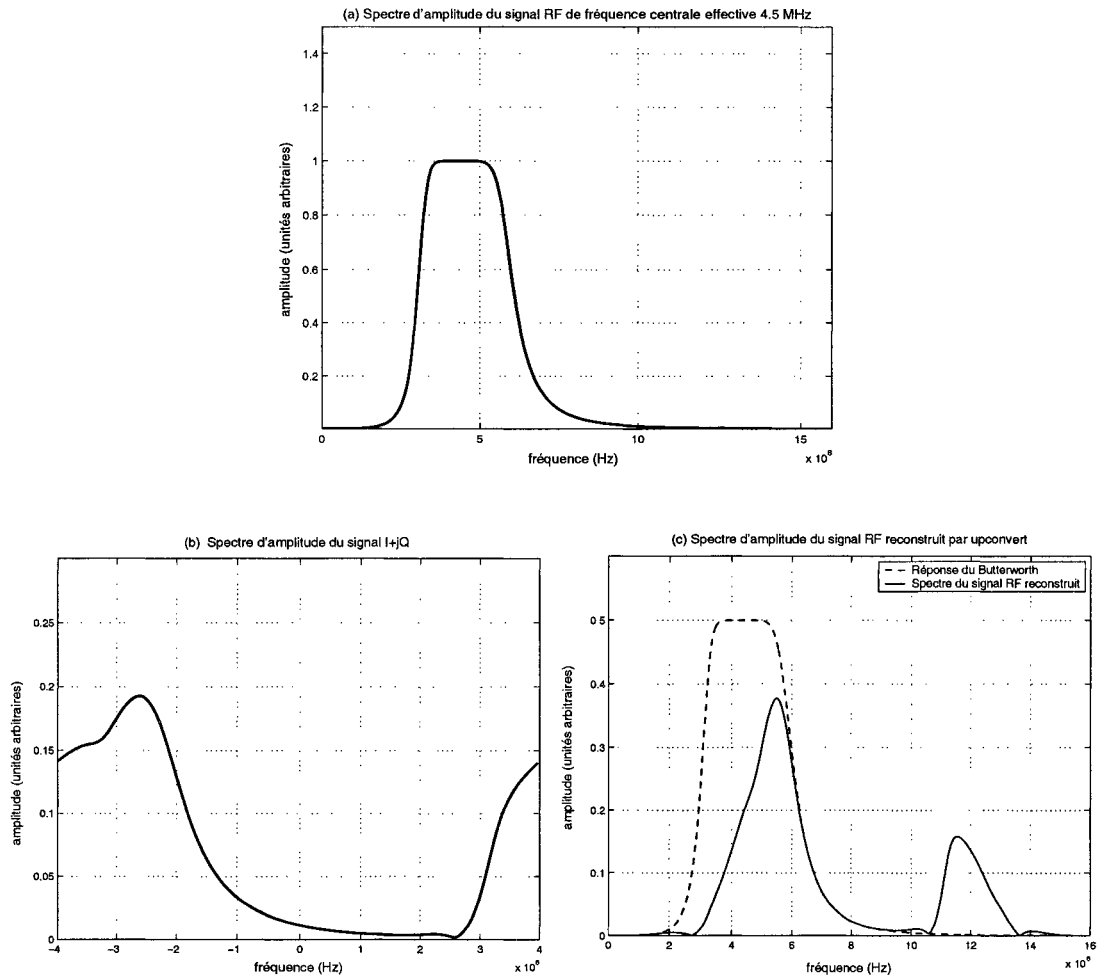 (a) Spectre d'amplitude du signal RF de fréquence centrale effective 4.5 MHz
1.4
1.2
1
0.8
0.6
0.4
0.2
amplitude (unités arbitraires)
0
5
10
15
x 10⁶
fréquence (Hz)
(b) Spectre d'amplitude du signal I+jQ
0.25
0.2
0.15
0.1
0.05
0
amplitude (unités arbitraires)
−4
−3
−2
−1
0
1
2
3
4
x 10⁶
fréquence (Hz)
(c) Spectre d'amplitude du signal RF reconstruit par upconvert
Réponse du Butterworth
Spectre du signal RF reconstruit
0.5
0.4
0.3
0.2
0.1
0
amplitude (unités arbitraires)
0
2
4
6
8
10
12
14
16
x 10⁶
fréquence (Hz)